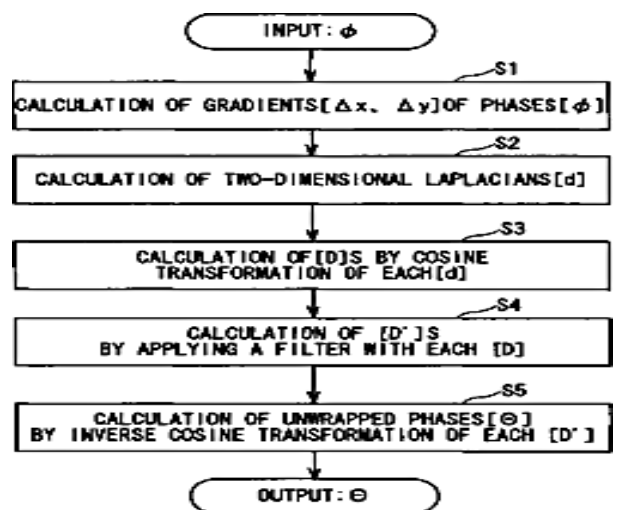 INPUT: φ
S1
CALCULATION OF GRADIENTS[Δx、Δy]OF PHASES[φ]
S2
CALCULATION OF TWO-DIMENSIONAL LAPLACIANS[d]
S3
CALCULATION OF[D]S BY COSINE
TRANSFORMATION OF EACH[d]
S4
CALCULATION OF [D']S
BY APPLYING A FILTER WITH EACH [D]
S5
CALCULATION OF UNWRAPPED PHASES[Θ]
BY INVERSE COSINE TRANSFORMATION OF EACH [D']
OUTPUT: Θ